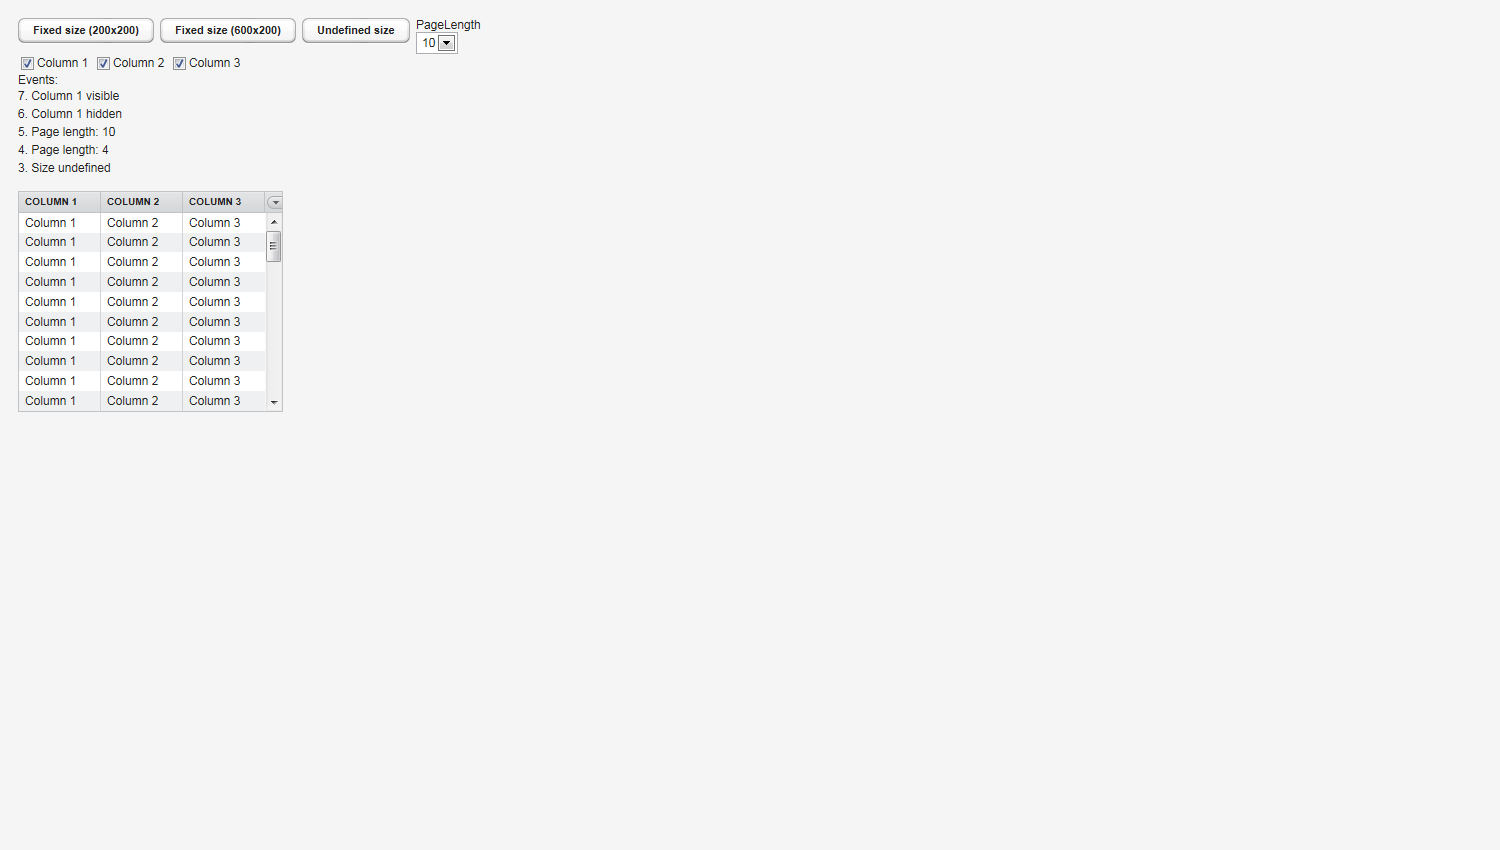 Fixed size (200x200) Fixed size (600x200) Undefined size PageLength
10
Column 1 Column 2 Column 3
Events:
7. Column 1 visible
6. Column 1 hidden
5. Page length: 10
4. Page length: 4
3. Size undefined
COLUMN 1 COLUMN 2 COLUMN 3
Column 1 Column 2 Column 3
Column 1 Column 2 Column 3
Column 1 Column 2 Column 3
Column 1 Column 2 Column 3
Column 1 Column 2 Column 3
Column 1 Column 2 Column 3
Column 1 Column 2 Column 3
Column 1 Column 2 Column 3
Column 1 Column 2 Column 3
Column 1 Column 2 Column 3